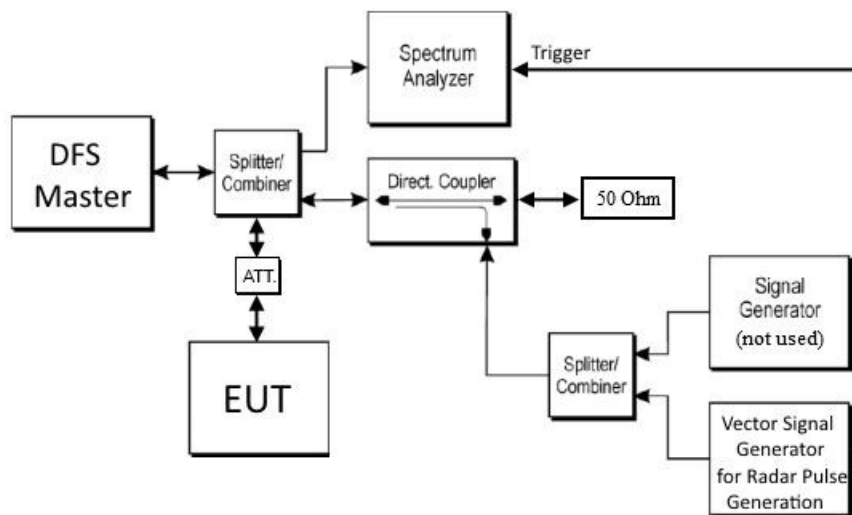 Spectrum
Analyzer
Trigger
DFS
Master
Splitter/
Combiner
Direct. Coupler
50 Ohm
ATT.
EUT
Signal
Generator
(not used)
Splitter/
Combiner
Vector Signal
Generator
for Radar Pulse
Generation